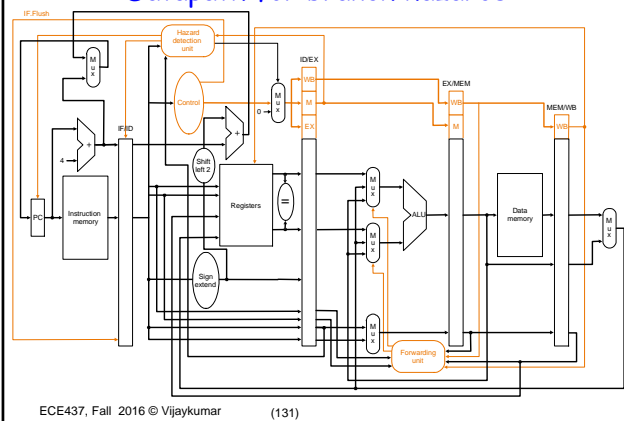 Datapath for branch hazards
IF.Flush
Hazard
detection
unit
ID/EX
M
u
x
WB
EX/MEM
Control
M
u
x
M
WB
MEM/WB
0
IF/ID
EX
M
WB
+
+
4
Shift
left 2
M
u
x
PC
Instruction
memory
Registers
=
ALU
Data
memory
M
u
x
M
u
x
Sign
extend
M
u
x
Forwarding
unit
ECE437, Fall 2016 © Vijaykumar
(131)